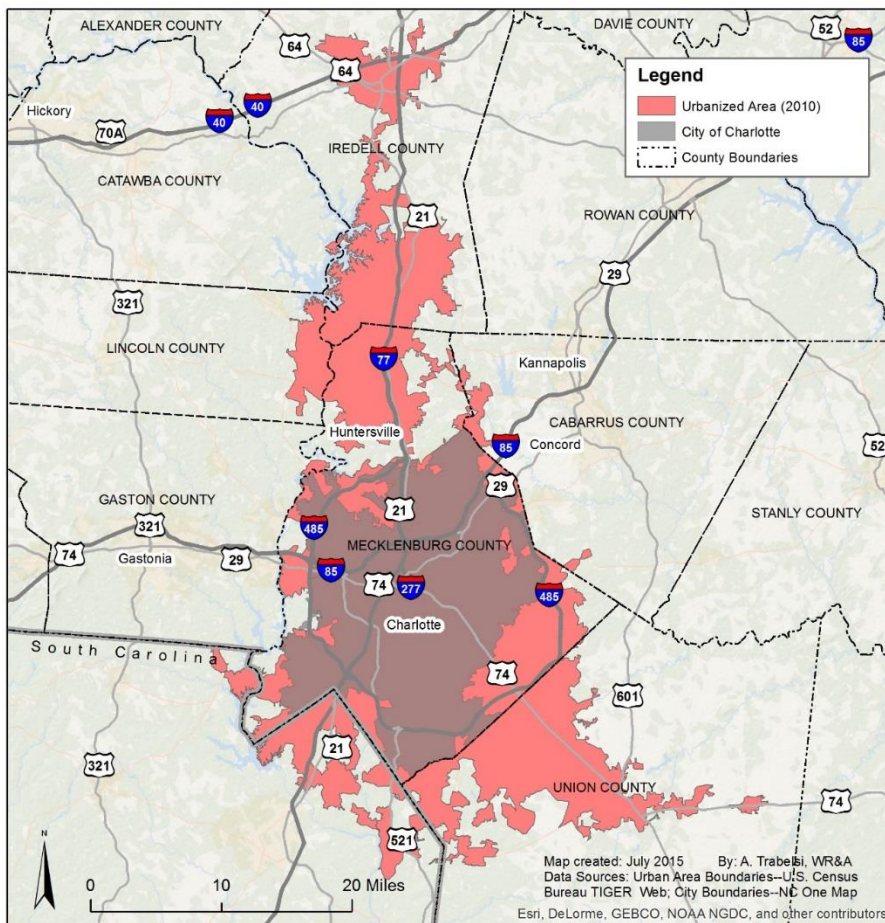 ALEXANDER COUNTY
DAVIE COUNTY
52
85
64
64
Legend
Urbanized Area (2010)
City of Charlotte
County Boundaries
Hickory
40
40
70A
IREDELL COUNTY
CATAWBA COUNTY
21
ROWAN COUNTY
29
321
LINCOLN COUNTY
77
Kannapolis
CABARRUS COUNTY
Huntersville
85
Concord
52
29
GASTON COUNTY
21
STANLY COUNTY
321
485
MECKLENBURG COUNTY
74
Gastonia
29
85
74
277
485
Charlotte
South Carolina
74
601
21
321
UNION COUNTY
74
521
N
0 10 20 Miles
Map created: July 2015 By: A. Trabelsi, WR&A
Data Sources: Urban Area Boundaries--U.S. Census
Bureau TIGER Web; City Boundaries--NC One Map
Esri, DeLorme, GEBCO, NOAA NGDC, and other contributors